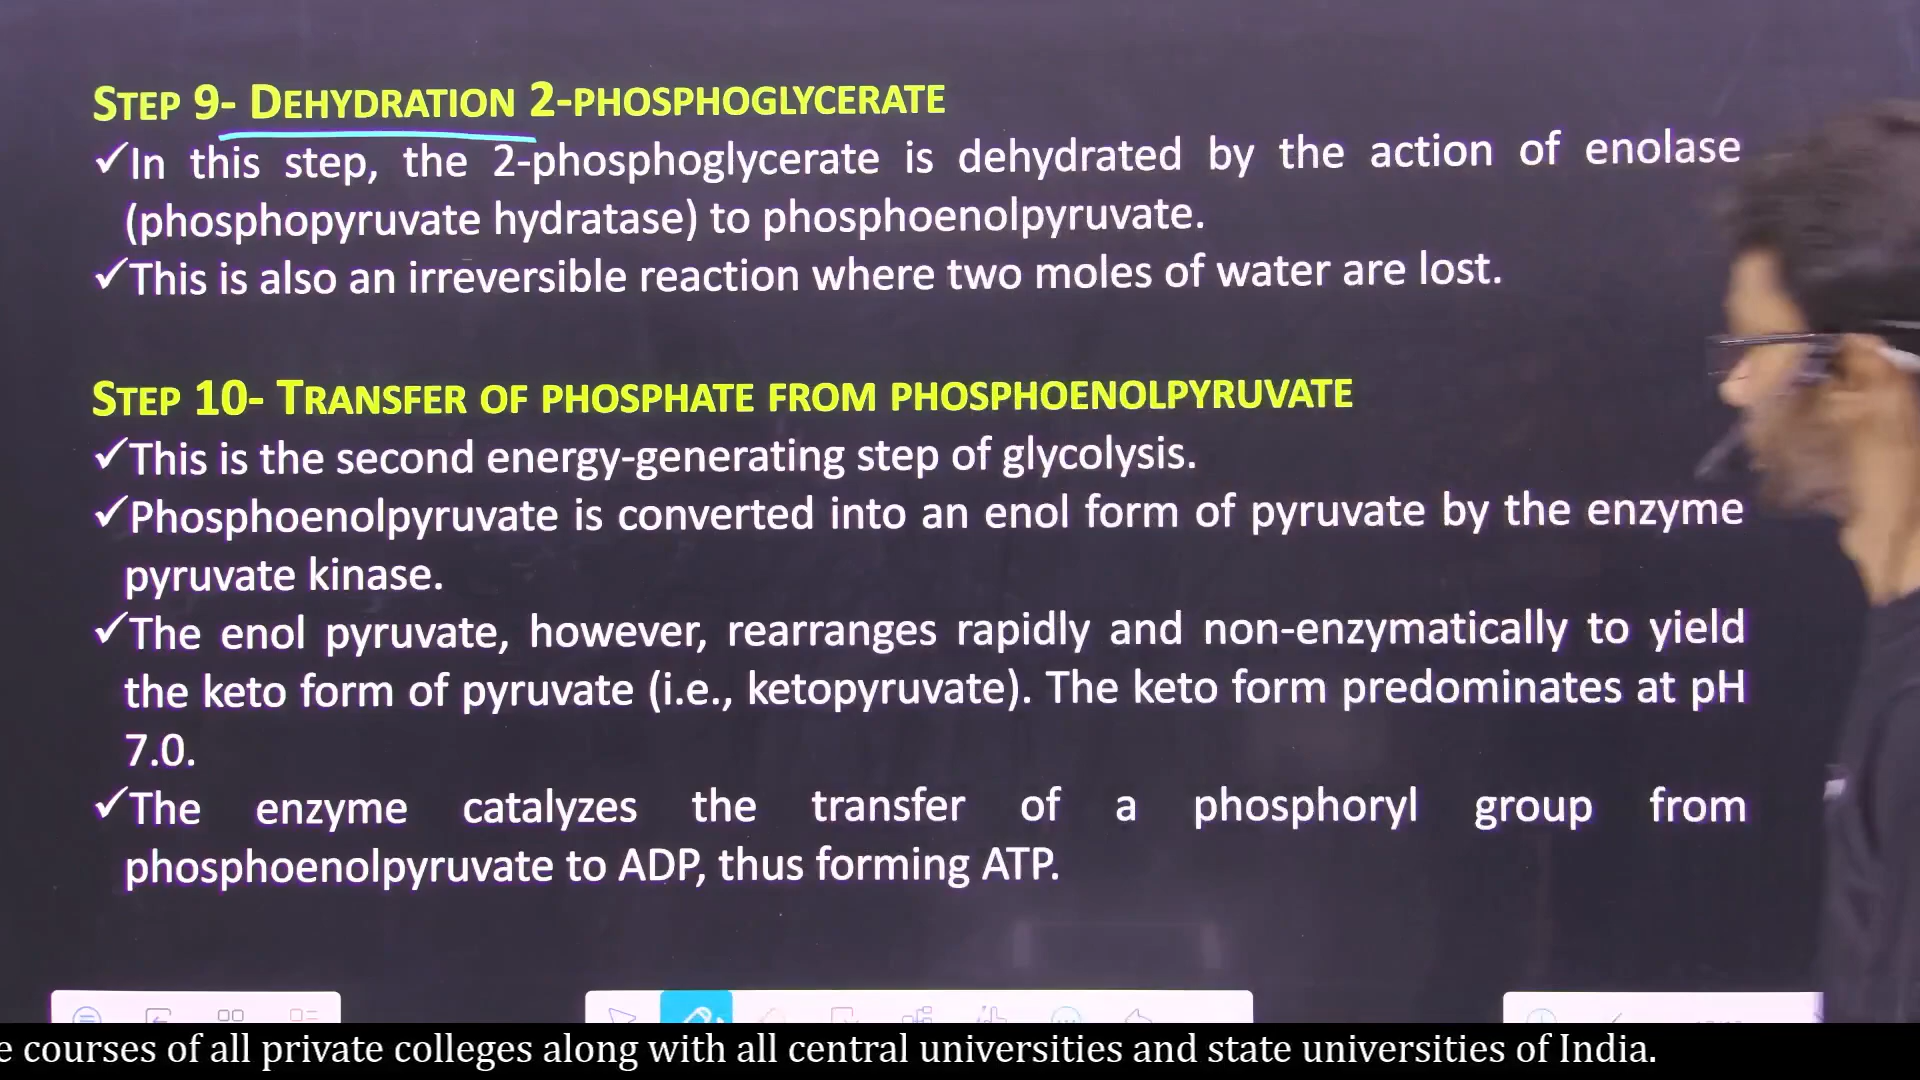 STEP 9- DEHYDRATION 2-PHOSPHOGLYCERATE
✓In this step, the 2-phosphoglycerate is dehydrated by the action of enolase
(phosphopyruvate hydratase) to phosphoenolpyruvate.
✓This is also an irreversible reaction where two moles of water are lost.
STEP 10- TRANSFER OF PHOSPHATE FROM PHOSPHOENOLPYRUVATE
✓This is the second energy-generating step of glycolysis.
✓Phosphoenolpyruvate is converted into an enol form of pyruvate by the enzyme
pyruvate kinase.
✓The enol pyruvate, however, rearranges rapidly and non-enzymatically to yield
the keto form of pyruvate (i.e., ketopyruvate). The keto form predominates at pH
7.0.
✓The enzyme catalyzes the transfer of a phosphoryl group from
phosphoenolpyruvate to ADP, thus forming ATP.
e courses of all private colleges along with all central universities and state universities of India.